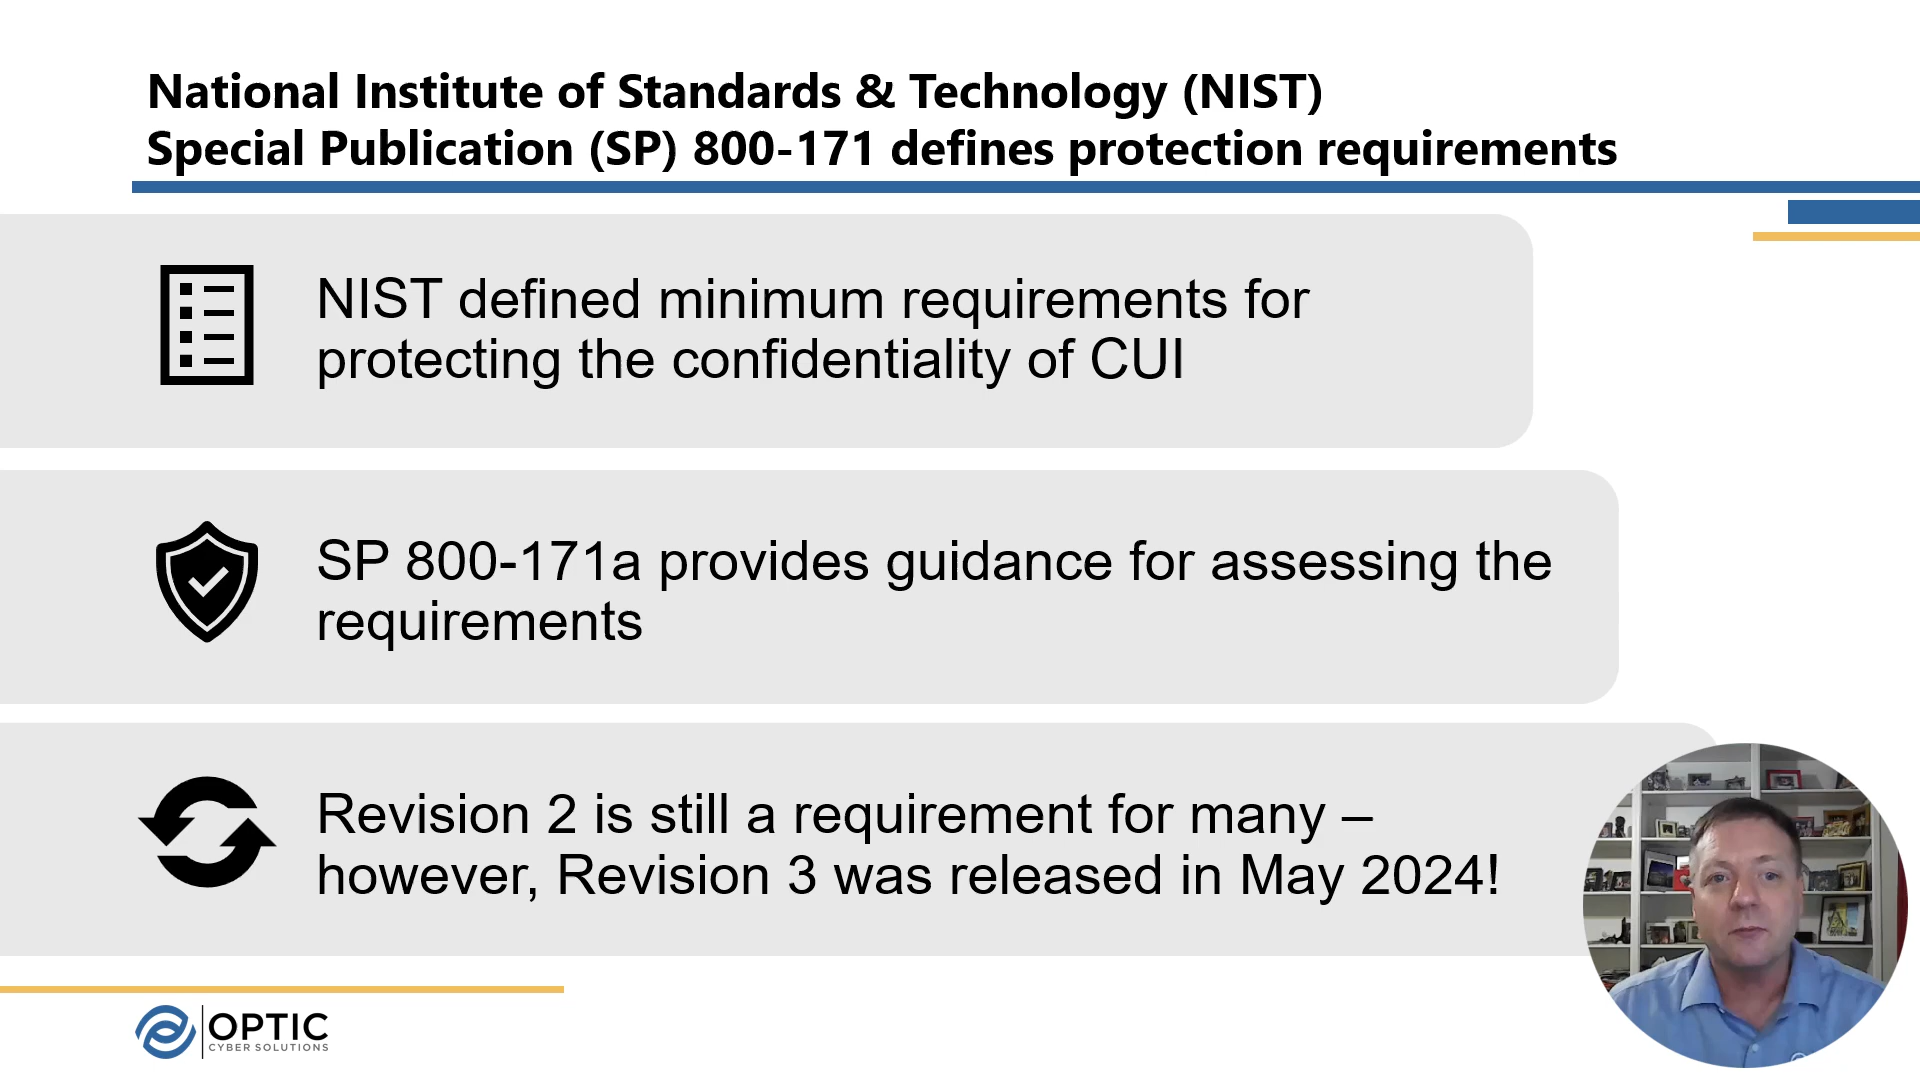 National Institute of Standards & Technology (NIST)
Special Publication (SP) 800-171 defines protection requirements
NIST defined minimum requirements for
protecting the confidentiality of CUI
SP 800-171a provides guidance for assessing the
requirements
Revision 2 is still a requirement for many –
however, Revision 3 was released in May 2024!
OPTIC
CYBER SOLUTIONS